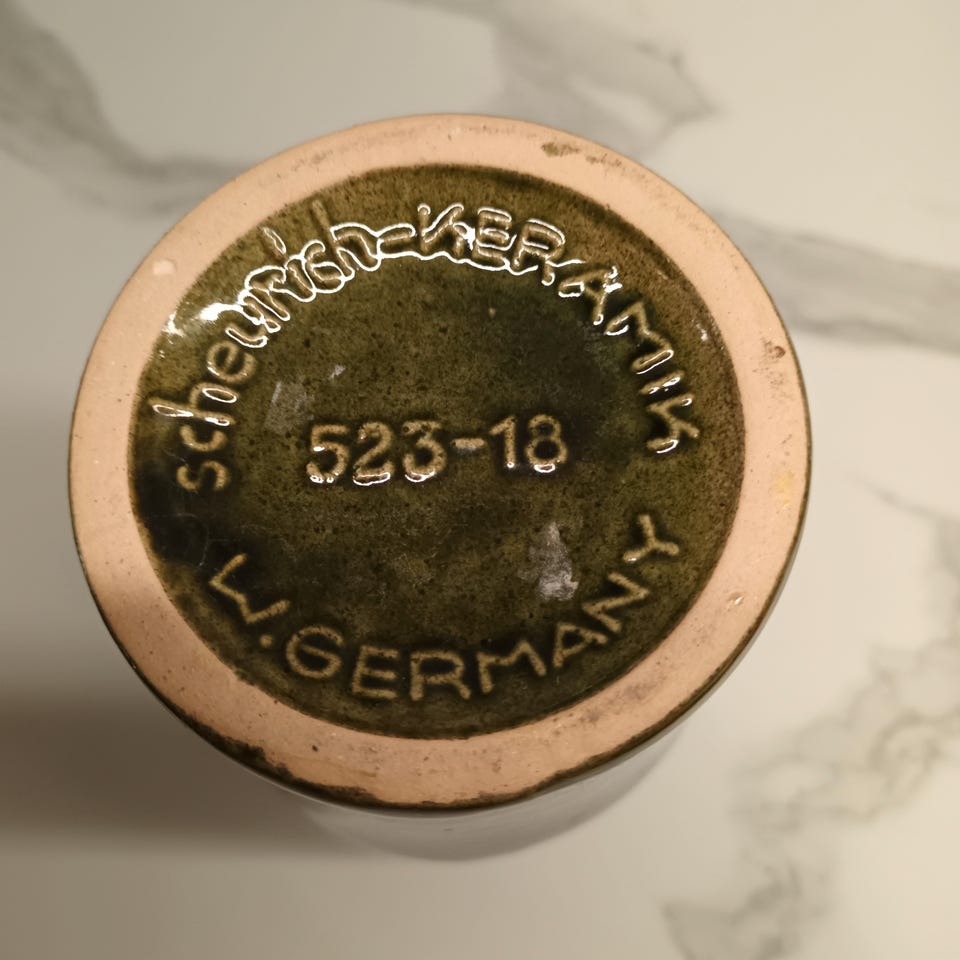 scheurich-KERAMIK
523-18
W. GERMANY